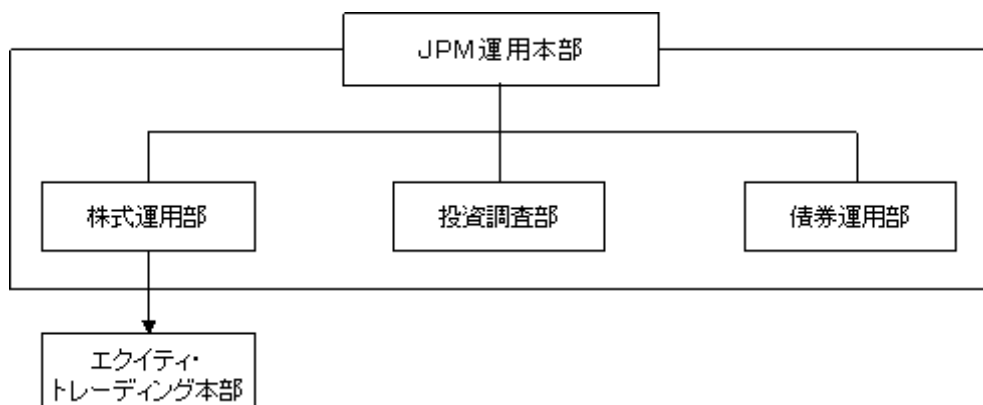 JPM運用本部
株式運用部
投資調査部
債券運用部
エクイティ・
トレーディング本部